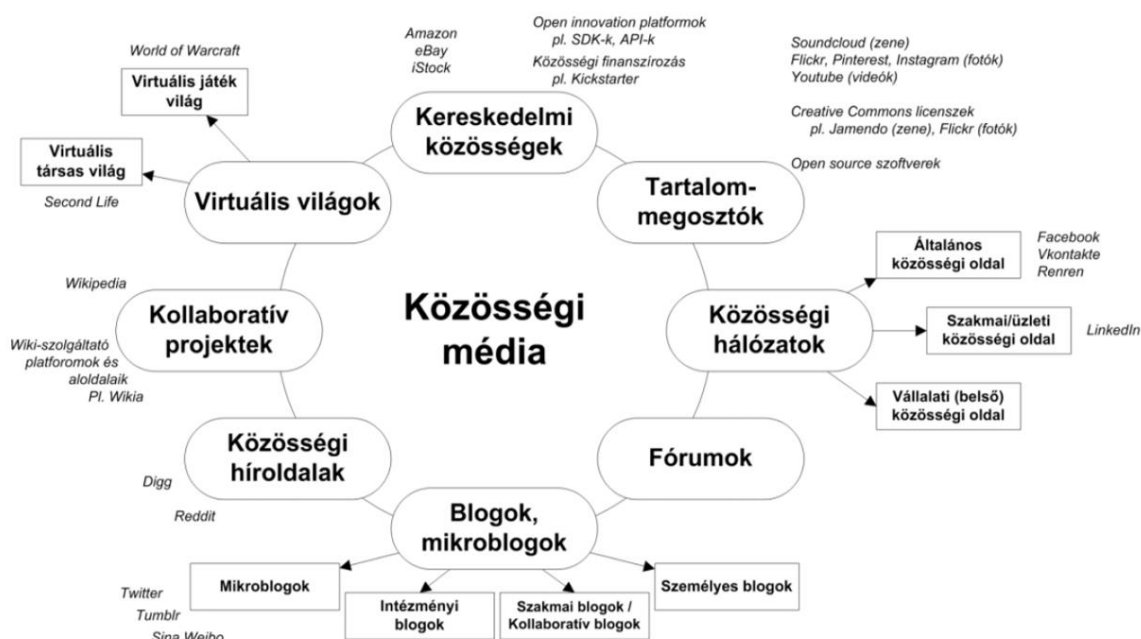 World of Warcraft
Virtuális játék
világ
Virtuális
társas világ
Second Life
Virtuális világok
Amazon
eBay
iStock
Open innovation platformok
pl. SDK-k, API-k
Közösségi finanszírozás
pl. Kickstarter
Kereskedelmi
közösségek
Soundcloud (zene)
Flickr, Pinterest, Instagram (fotók)
Youtube (videók)
Creative Commons licenszek
pl. Jamendo (zene), Flickr (fotók)
Open source szoftverek
Tartalom-
megosztók
Általános
közösségi oldal
Facebook
Vkontakte
Renren
Közösségi
hálózatok
Szakmai/üzleti
közösségi oldal
LinkedIn
Vállalati (belső)
közösségi oldal
Közösségi
média
Wikipedia
Kollaboratív
projektek
Wiki-szolgáltató
platforomok és
aloldalaik
Pl. Wikia
Közösségi
híroldalak
Digg
Reddit
Fórumok
Blogok,
mikroblogok
Mikroblogok
Twitter
Tumblr
Sina Weibo
Intézményi
blogok
Szakmai blogok /
Kollaboratív blogok
Személyes blogok